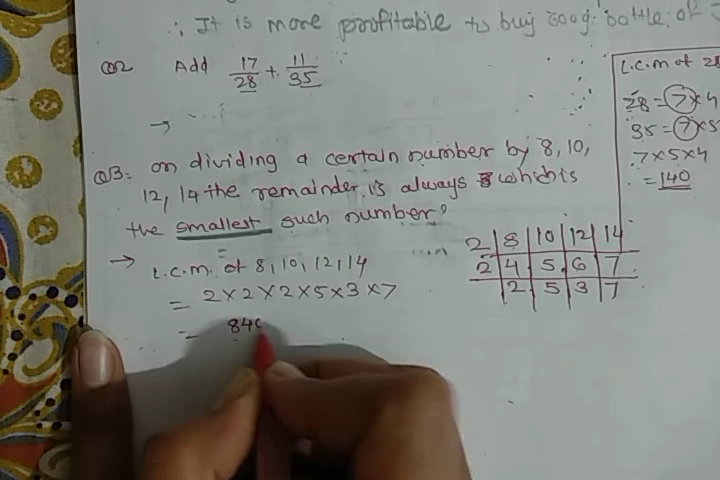 ∴ It is more profitable to buy 200g. bottle of
Q2 Add 17/28 + 11/35
→
L.C.M of 28
28 = 7 × 4
35 = 7 × 5
7 × 5 × 4
= 140
Q3: on dividing a certain number by 8, 10,
12, 14 the remainder is always 3 which is
the smallest such number?
→ L.C.M. of 8, 10, 12, 14
= 2 × 2 × 2 × 5 × 3 × 7
= 840
2 | 8 | 10 | 12 | 14
2 | 4 | 5 | 6 | 7
2 | 5 | 3 | 7